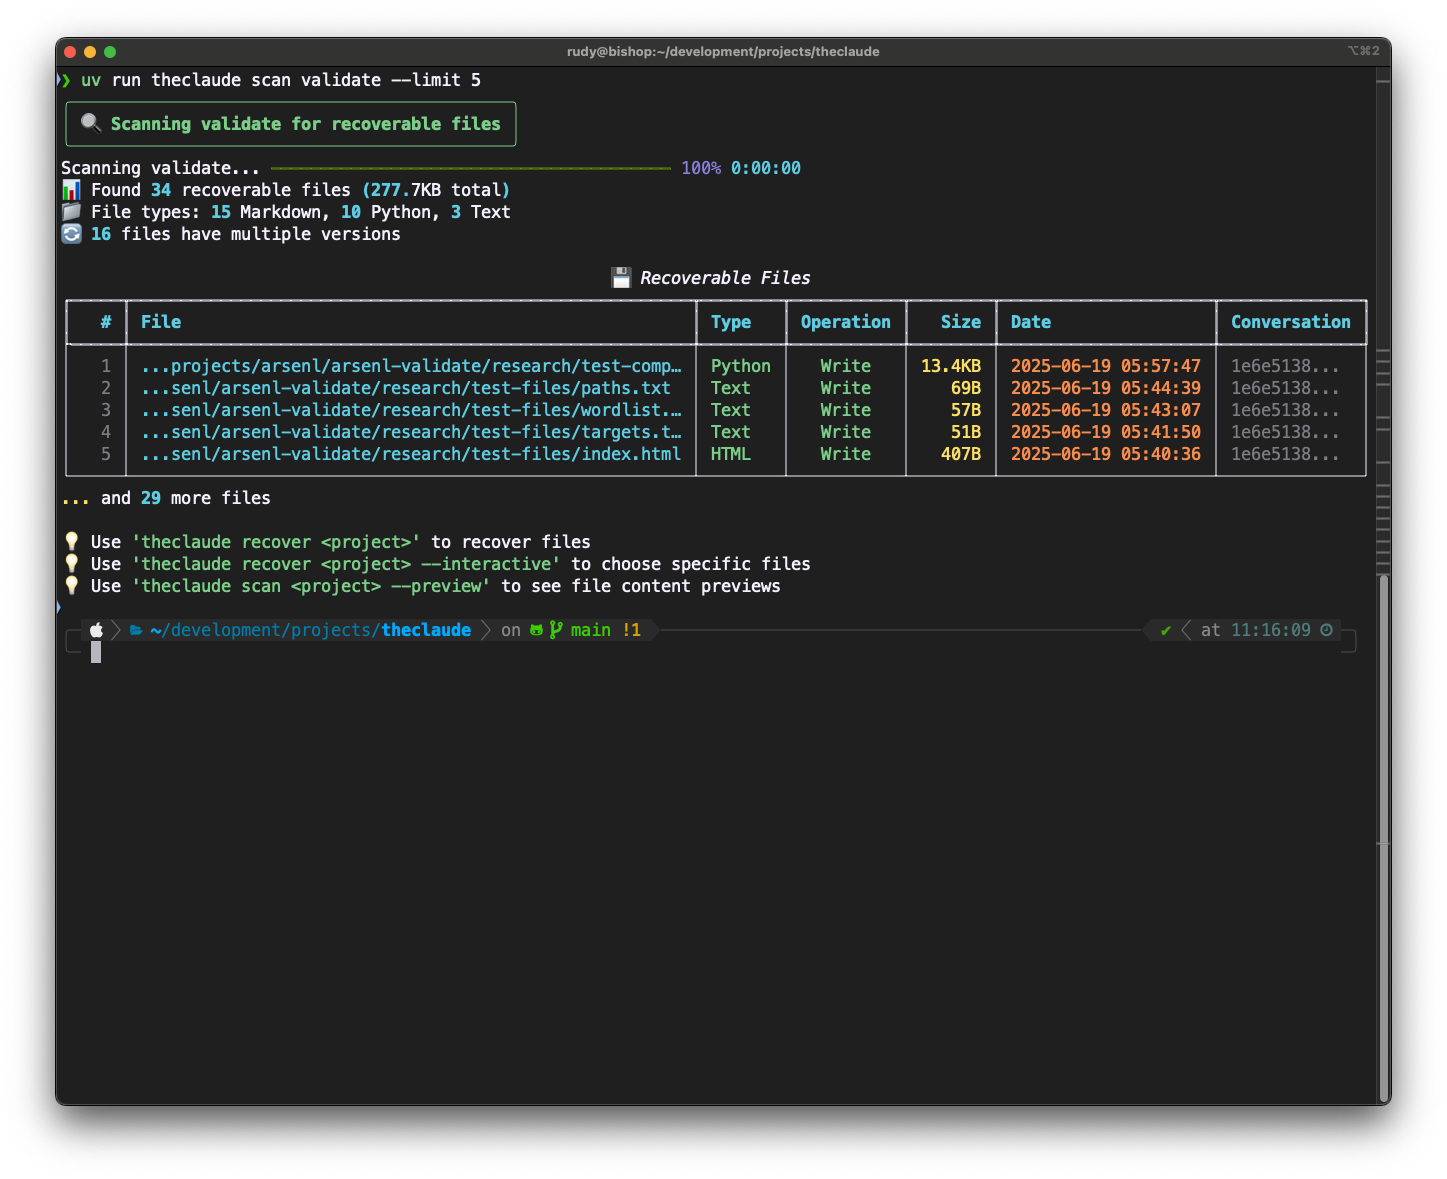 rudy@bishop:~/development/projects/theclaude
⌥⌘2
❯ uv run theclaude scan validate --limit 5
🔍 Scanning validate for recoverable files
Scanning validate... 100% 0:00:00
📊 Found 34 recoverable files (277.7KB total)
📁 File types: 15 Markdown, 10 Python, 3 Text
🔄 16 files have multiple versions
💾 Recoverable Files
# File Type Operation Size Date Conversation
1 ...projects/arsenl/arsenl-validate/research/test-comp… Python Write 13.4KB 2025-06-19 05:57:47 1e6e5138...
2 ...senl/arsenl-validate/research/test-files/paths.txt Text Write 69B 2025-06-19 05:44:39 1e6e5138...
3 ...senl/arsenl-validate/research/test-files/wordlist.… Text Write 57B 2025-06-19 05:43:07 1e6e5138...
4 ...senl/arsenl-validate/research/test-files/targets.t… Text Write 51B 2025-06-19 05:41:50 1e6e5138...
5 ...senl/arsenl-validate/research/test-files/index.html HTML Write 407B 2025-06-19 05:40:36 1e6e5138...
... and 29 more files
💡 Use 'theclaude recover <project>' to recover files
💡 Use 'theclaude recover <project> --interactive' to choose specific files
💡 Use 'theclaude scan <project> --preview' to see file content previews
~/development/projects/theclaude on main !1 ✔ at 11:16:09